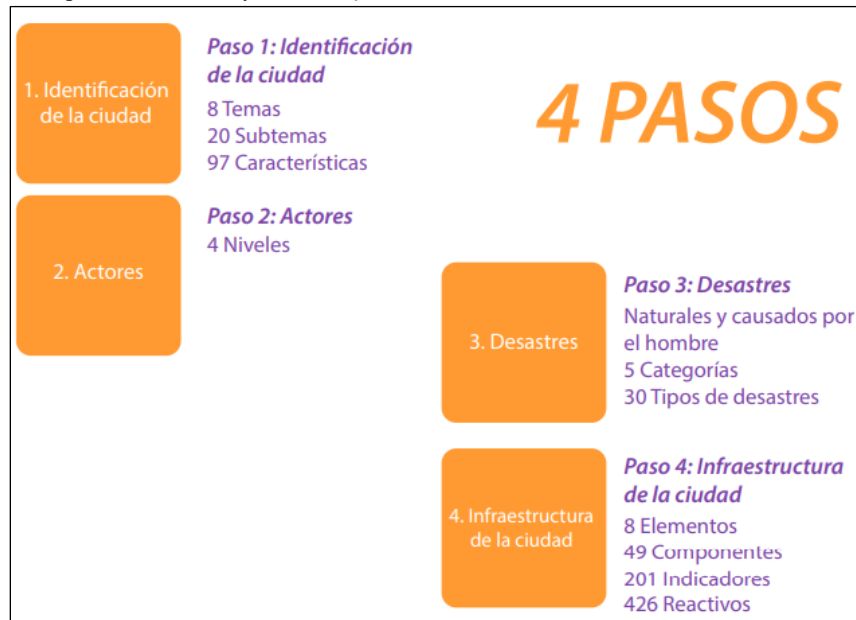 1. Identificación
de la ciudad
Paso 1: Identificación
de la ciudad
8 Temas
20 Subtemas
97 Características
4 PASOS
2. Actores
Paso 2: Actores
4 Niveles
3. Desastres
Paso 3: Desastres
Naturales y causados por
el hombre
5 Categorías
30 Tipos de desastres
4. Infraestructura
de la ciudad
Paso 4: Infraestructura
de la ciudad
8 Elementos
49 Componentes
201 Indicadores
426 Reactivos